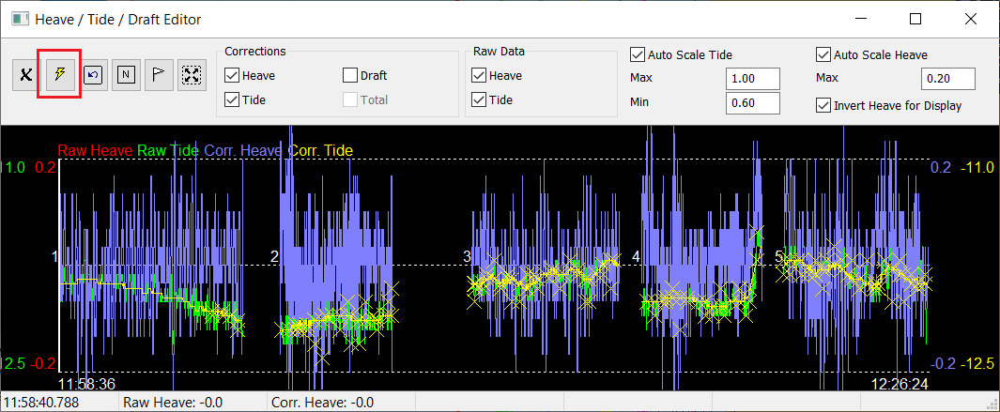 Heave / Tide / Draft Editor
Corrections
Heave
Draft
Tide
Total
Raw Data
Heave
Tide
Auto Scale Tide
Max 1.00
Min 0.60
Auto Scale Heave
Max 0.20
Invert Heave for Display
N
Raw Heave Raw Tide Corr. Heave Corr. Tide
11.0 0.2
0.2 -11.0
1 2 3 4 5
12.5 -0.2
-0.2 -12.5
11:58:36
12:26:24
11:58:40.788 Raw Heave: -0.0 Corr. Heave: -0.0